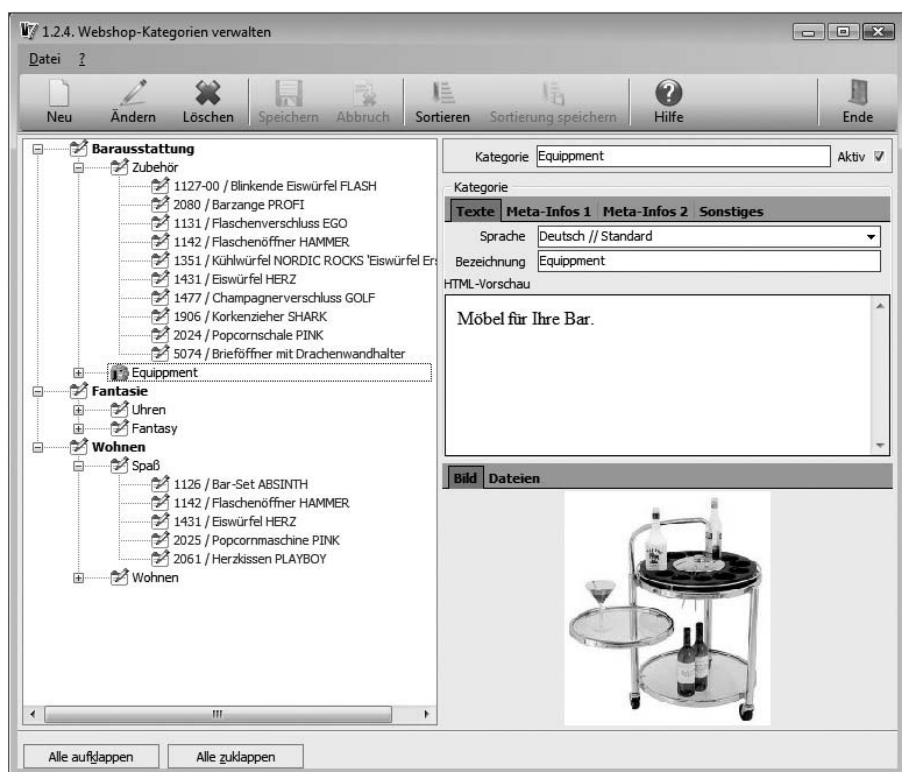 1.2.4. Webshop-Kategorien verwalten
Datei ?
Neu Ändern Löschen Speichern Abbruch Sortieren Sortierung speichern Hilfe Ende
Barausstattung
Zubehör
1127-00 / Blinkende Eiswürfel FLASH
2080 / Barzange PROFI
1131 / Flaschenverschluss EGO
1142 / Flaschenöffner HAMMER
1351 / Kühlwürfel NORDIC ROCKS 'Eiswürfel Ers
1431 / Eiswürfel HERZ
1477 / Champagnerverschluss GOLF
1906 / Korkenzieher SHARK
2024 / Popcornschale PINK
5074 / Brieföffner mit Drachenwandhalter
Equippment
Fantasie
Uhren
Fantasy
Wohnen
Spaß
1126 / Bar-Set ABSINTH
1142 / Flaschenöffner HAMMER
1431 / Eiswürfel HERZ
2025 / Popcornmaschine PINK
2061 / Herzkissen PLAYBOY
Wohnen
Kategorie Equippment Aktiv
Kategorie
Texte Meta-Infos 1 Meta-Infos 2 Sonstiges
Sprache Deutsch // Standard
Bezeichnung Equippment
HTML-Vorschau
Möbel für Ihre Bar.
Bild Dateien
Alle aufklappen Alle zuklappen